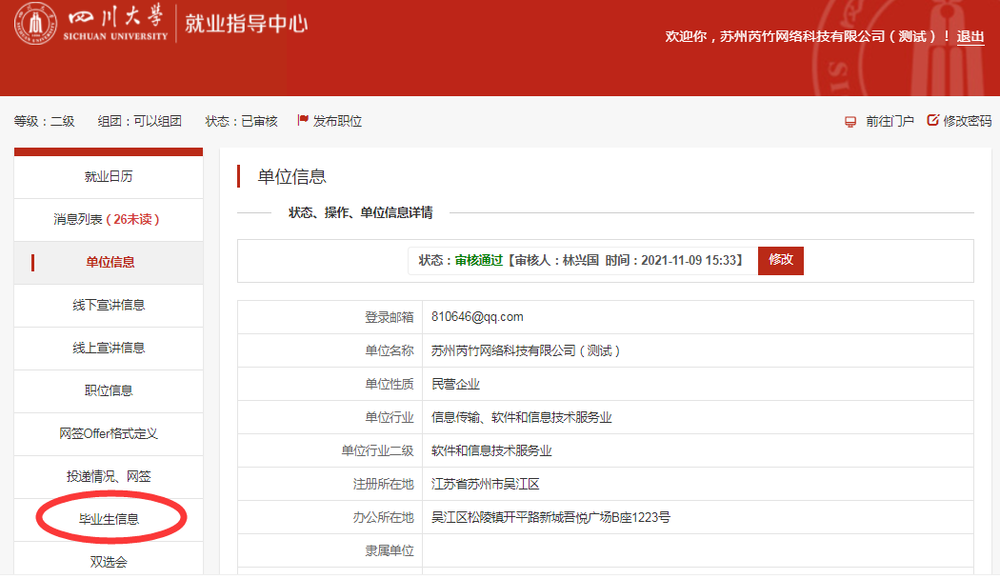 四川大学
SICHUAN UNIVERSITY
就业指导中心
欢迎你，苏州芮竹网络科技有限公司（测试）！ 退出
等级：二级 组团：可以组团 状态：已审核 发布职位
前往门户 修改密码
就业日历
消息列表（26未读）
单位信息
线下宣讲信息
线上宣讲信息
职位信息
网签Offer格式定义
投递情况、网签
毕业生信息
双选会
单位信息
状态、操作、单位信息详情
状态：审核通过【审核人：林兴国 时间：2021-11-09 15:33】 修改
登录邮箱 810646@qq.com
单位名称 苏州芮竹网络科技有限公司（测试）
单位性质 民营企业
单位行业 信息传输、软件和信息技术服务业
单位行业二级 软件和信息技术服务业
注册所在地 江苏省苏州市吴江区
办公所在地 吴江区松陵镇开平路新城吾悦广场B座1223号
隶属单位